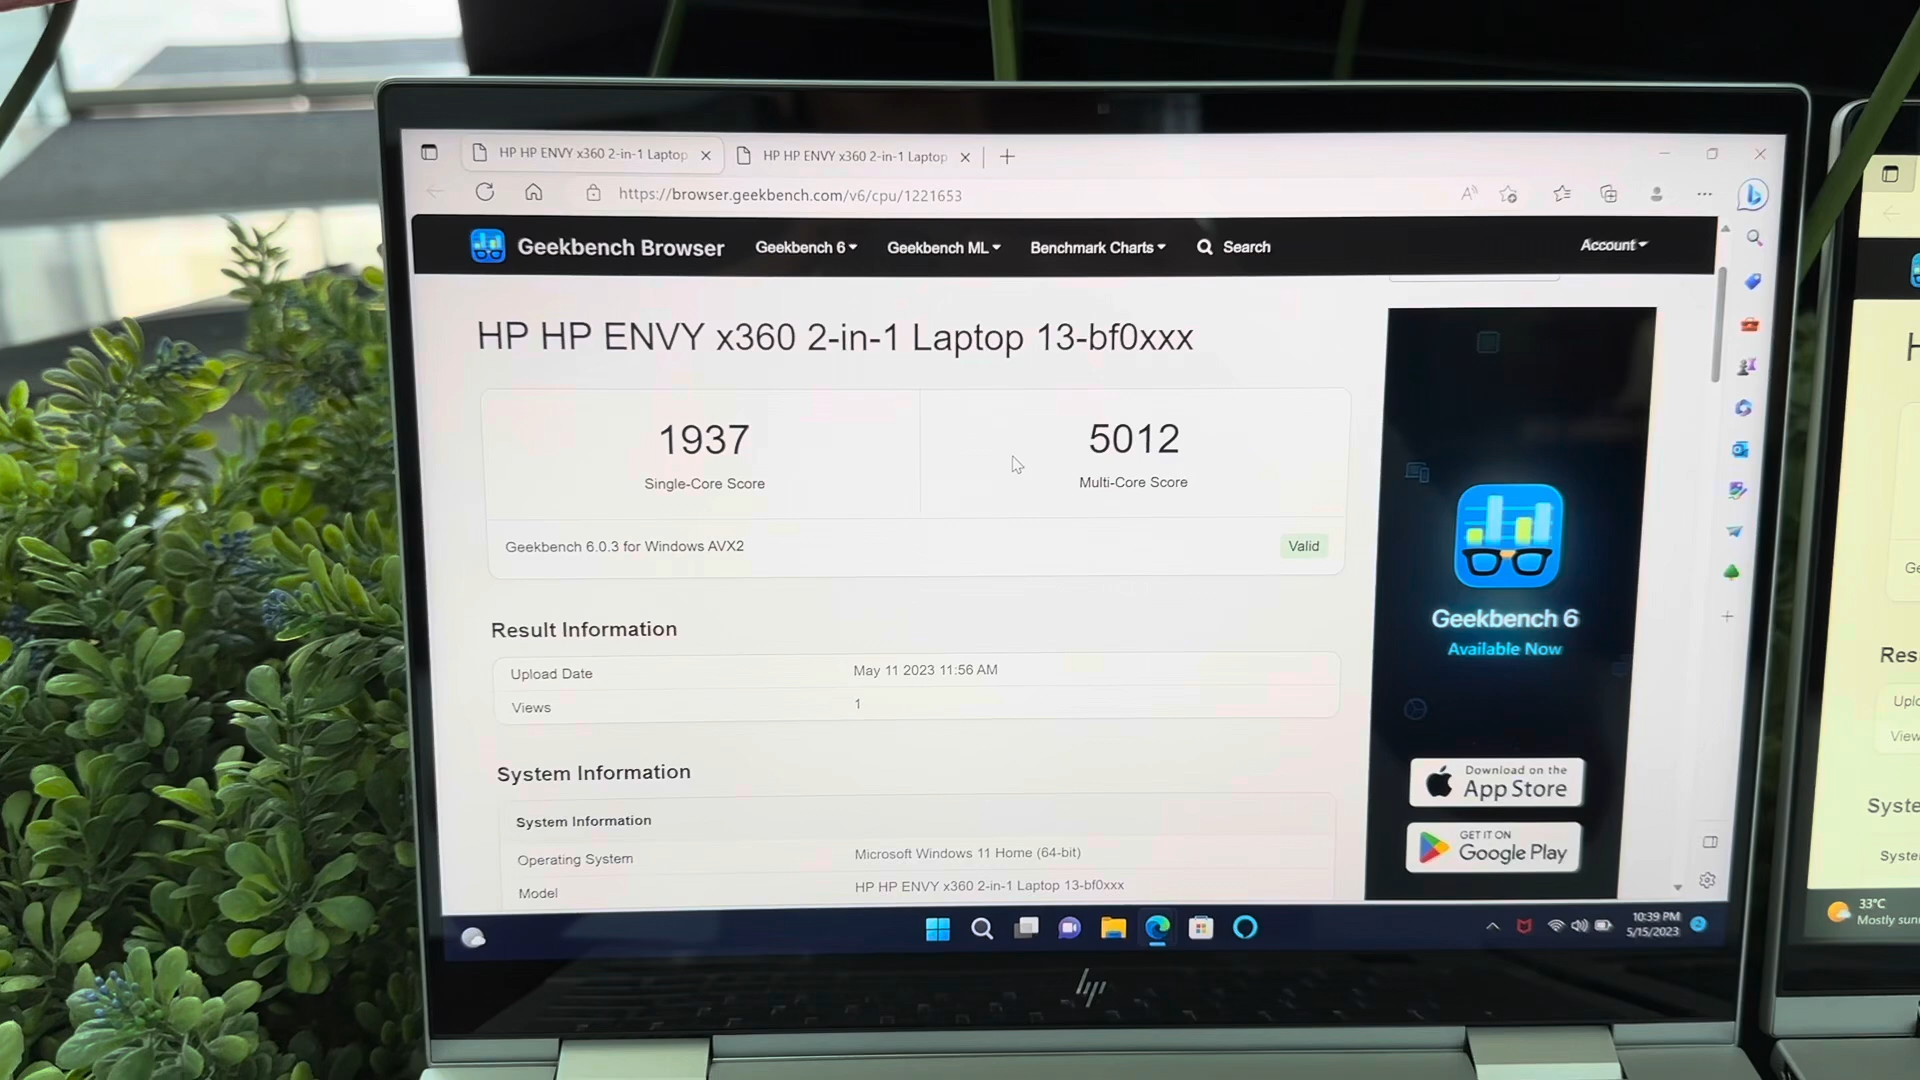 HP HP ENVY x360 2-in-1 Laptop
HP HP ENVY x360 2-in-1 Laptop
https://browser.geekbench.com/v6/cpu/1221653
Geekbench Browser
Geekbench 6
Geekbench ML
Benchmark Charts
Search
Account
HP HP ENVY x360 2-in-1 Laptop 13-bf0xxx
1937
Single-Core Score
5012
Multi-Core Score
Geekbench 6.0.3 for Windows AVX2
Valid
Result Information
Upload Date
May 11 2023 11:56 AM
Views
1
System Information
System Information
Operating System
Microsoft Windows 11 Home (64-bit)
Model
HP HP ENVY x360 2-in-1 Laptop 13-bf0xxx
Geekbench 6
Available Now
Download on the
App Store
GET IT ON
Google Play
10:39 PM
5/15/2023
hp
33°C
Mostly